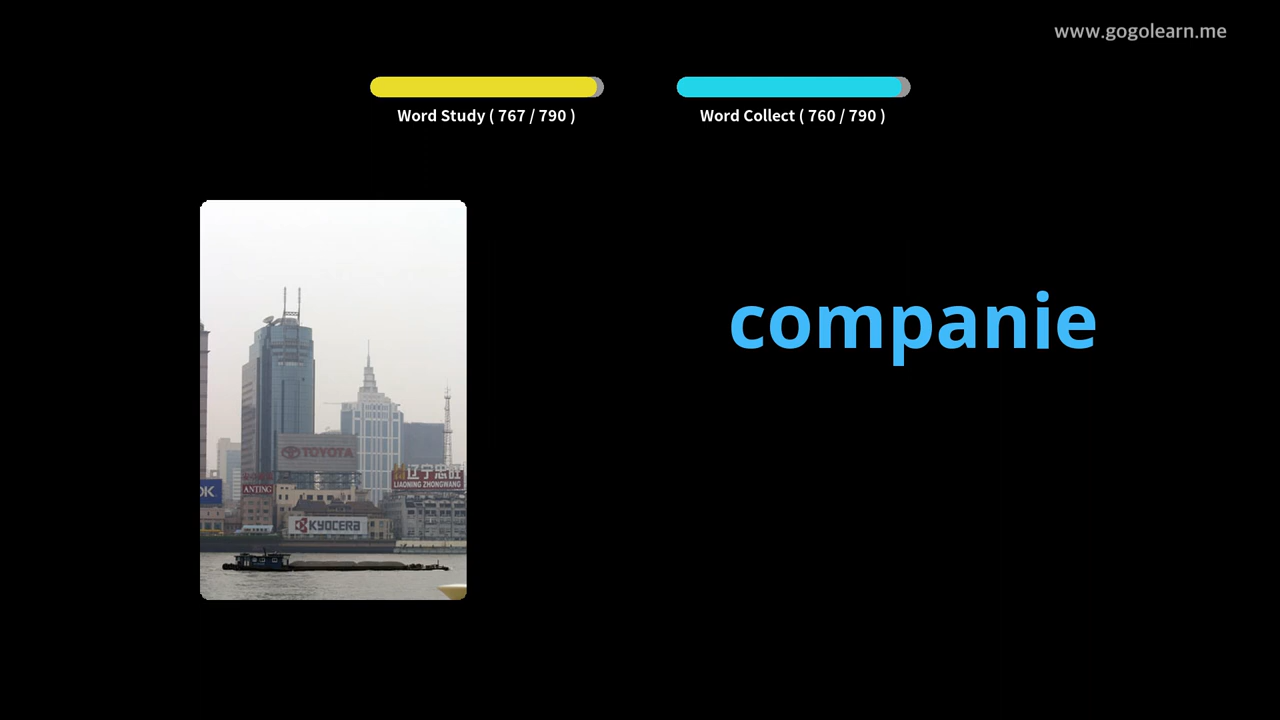 www.gogolearn.me
Word Study ( 767 / 790 )
Word Collect ( 760 / 790 )
companie
TOYOTA
辽宁忠旺
LIAONING ZHONGWANG
OK
ANTING
KYOCERA